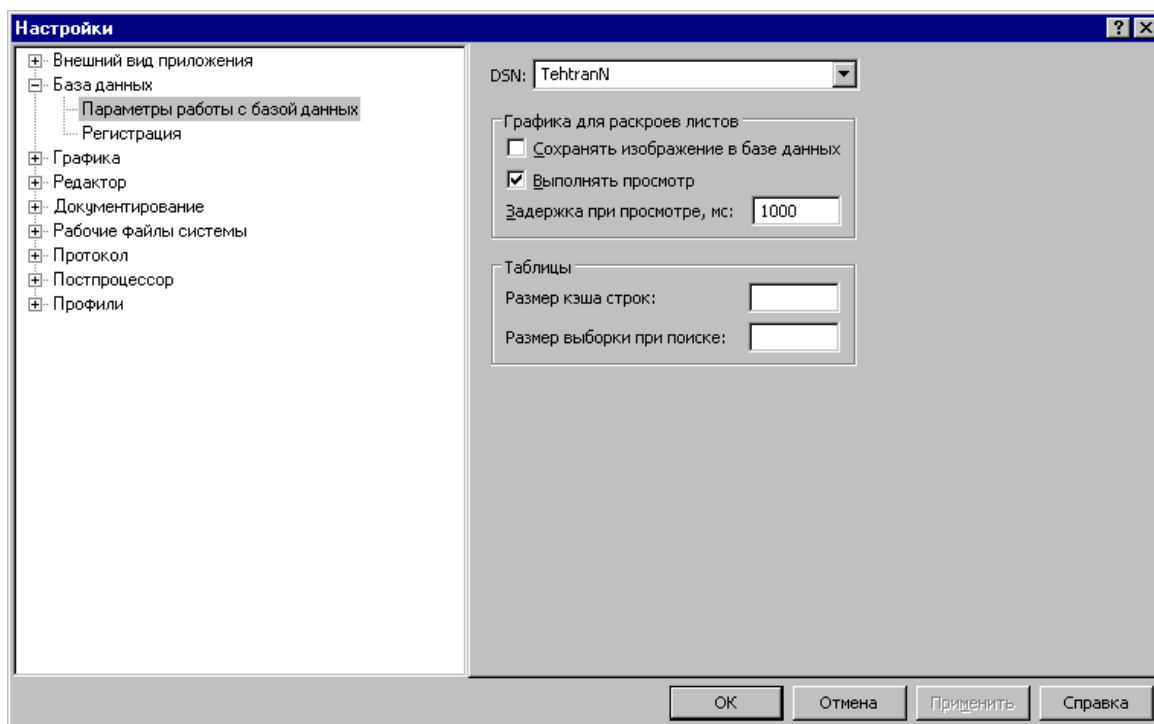 Настройки
Внешний вид приложения
База данных
Параметры работы с базой данных
Регистрация
Графика
Редактор
Документирование
Рабочие файлы системы
Протокол
Постпроцессор
Профили
DSN: TehtranN
Графика для раскроев листов
Сохранять изображение в базе данных
Выполнять просмотр
Задержка при просмотре, мс: 1000
Таблицы
Размер кэша строк:
Размер выборки при поиске:
OK Отмена Применить Справка